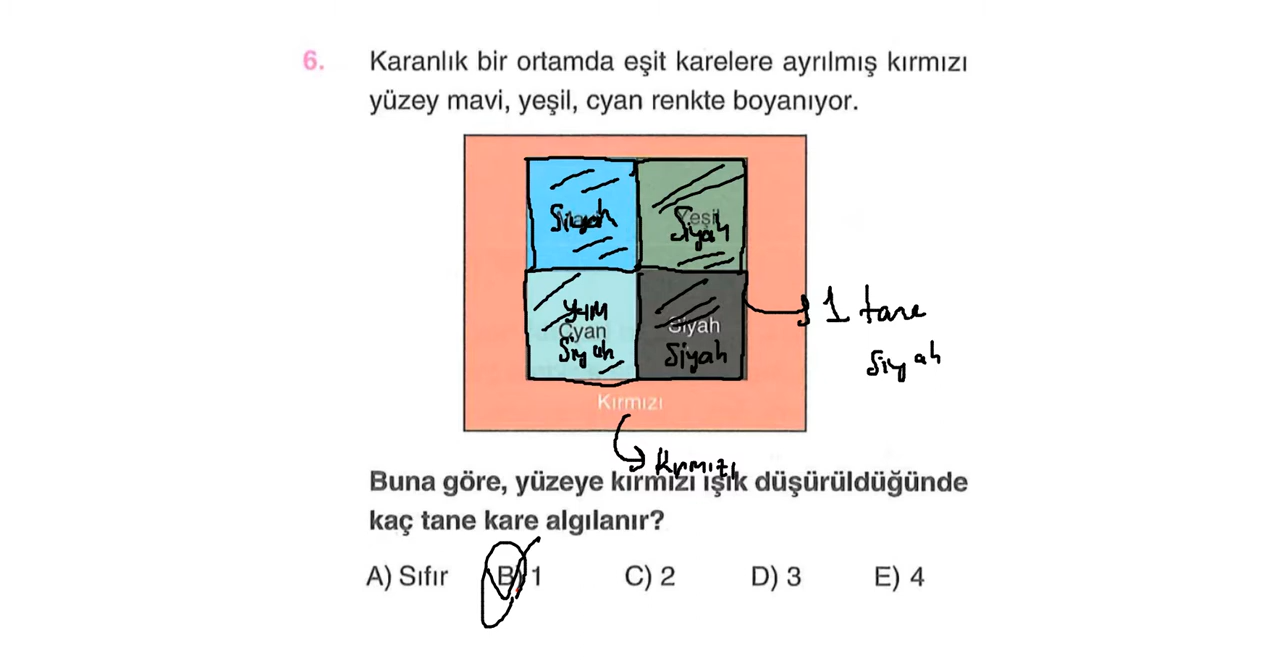 6. Karanlık bir ortamda eşit karelere ayrılmış kırmızı
yüzey mavi, yeşil, cyan renkte boyanıyor.
Siyah
Yeşil
Siyah
Cyan
Siyah
Siyah
Siyah
1 tane
Siyah
Kırmızı
Kırmızı
Buna göre, yüzeye kırmızı ışık düşürüldüğünde
kaç tane kare algılanır?
A) Sıfır B) 1 C) 2 D) 3 E) 4